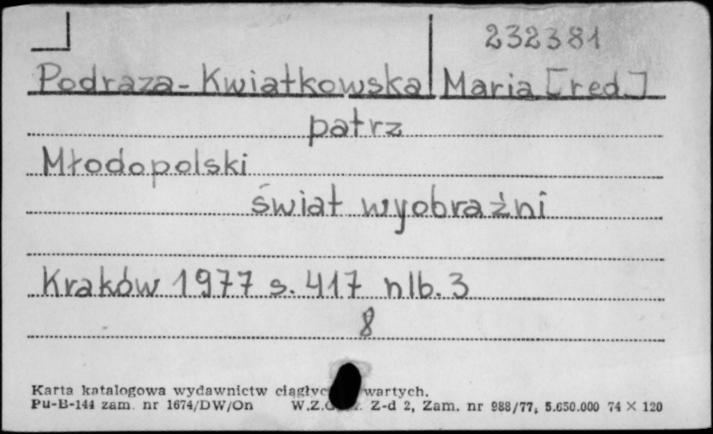 232381
Podraza-Kwiatkowska Maria [red.]
patrz
Młodopolski
świat wyobraźni
Kraków 1977 s. 417 nlb. 3
8
Karta katalogowa wydawnictw wartych.
Pu-B-144 zam. nr 1674/DW/On Z-d 2, Zam. nr 988/77, 5.650.000 74 × 120